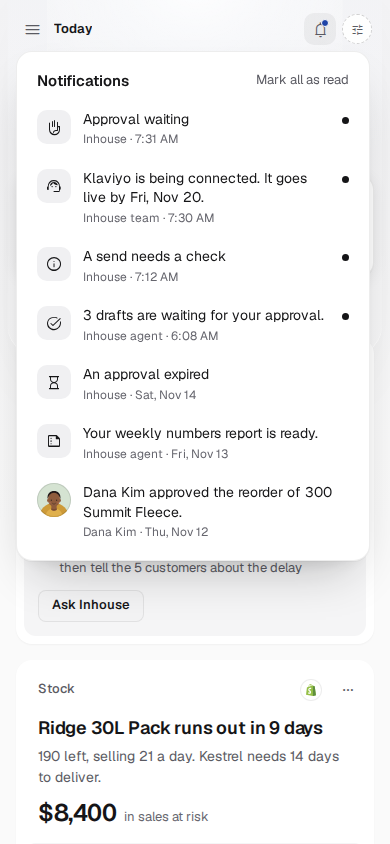 Today
Notifications
Mark all as read
Approval waiting
Inhouse · 7:31 AM
Klaviyo is being connected. It goes
live by Fri, Nov 20.
Inhouse team · 7:30 AM
A send needs a check
Inhouse · 7:12 AM
3 drafts are waiting for your approval.
Inhouse agent · 6:08 AM
An approval expired
Inhouse · Sat, Nov 14
Your weekly numbers report is ready.
Inhouse agent · Fri, Nov 13
Dana Kim approved the reorder of 300
Summit Fleece.
Dana Kim · Thu, Nov 12
then tell the 5 customers about the delay
Ask Inhouse
Stock
Ridge 30L Pack runs out in 9 days
190 left, selling 21 a day. Kestrel needs 14 days
to deliver.
$8,400 in sales at risk